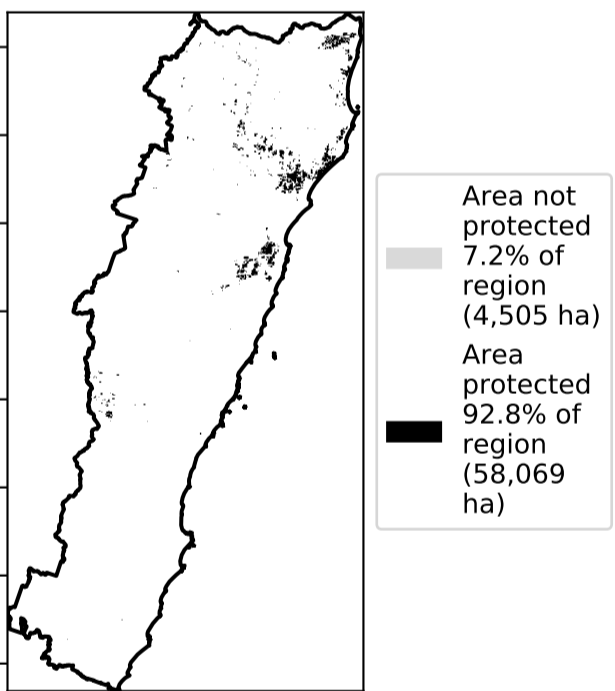 Area not
protected
7.2% of
region
(4,505 ha)
Area
protected
92.8% of
region
(58,069
ha)